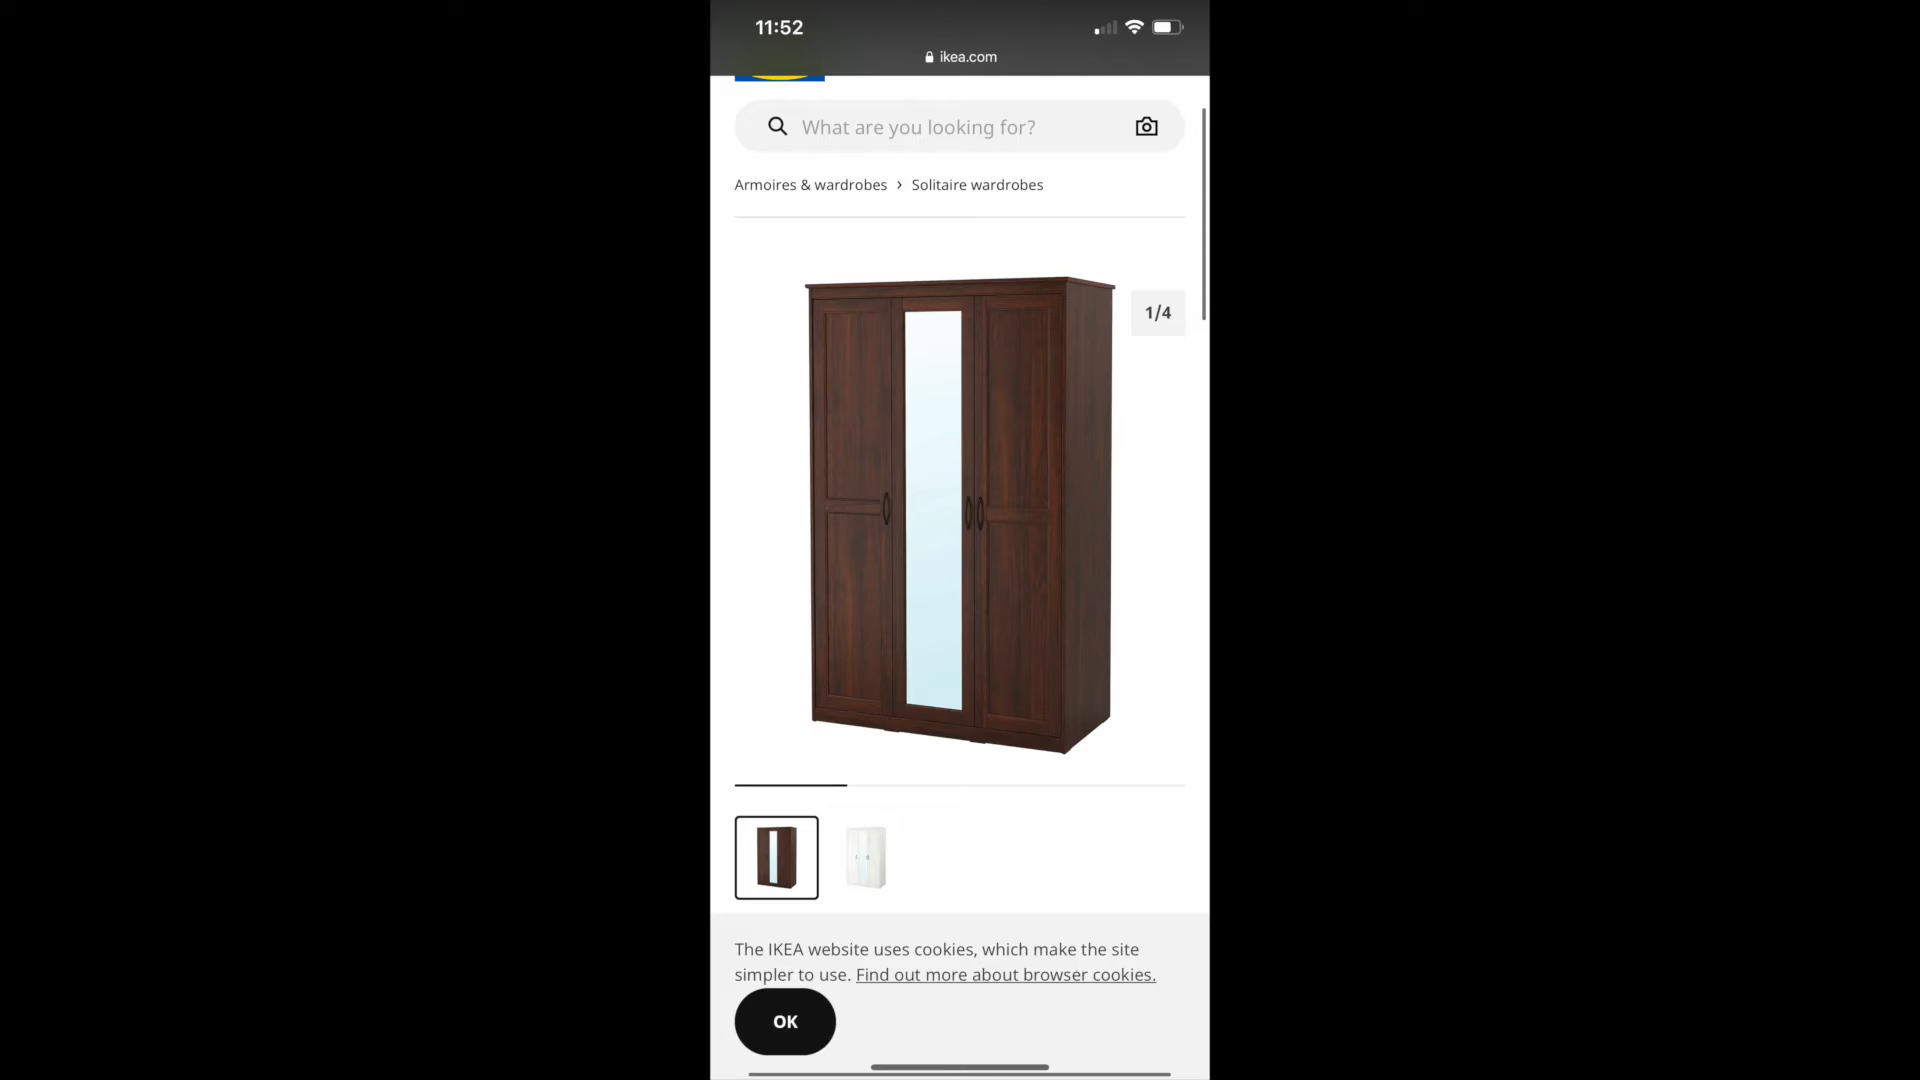 11:52
ikea.com
What are you looking for?
Armoires & wardrobes › Solitaire wardrobes
1/4
The IKEA website uses cookies, which make the site
simpler to use. Find out more about browser cookies.
OK